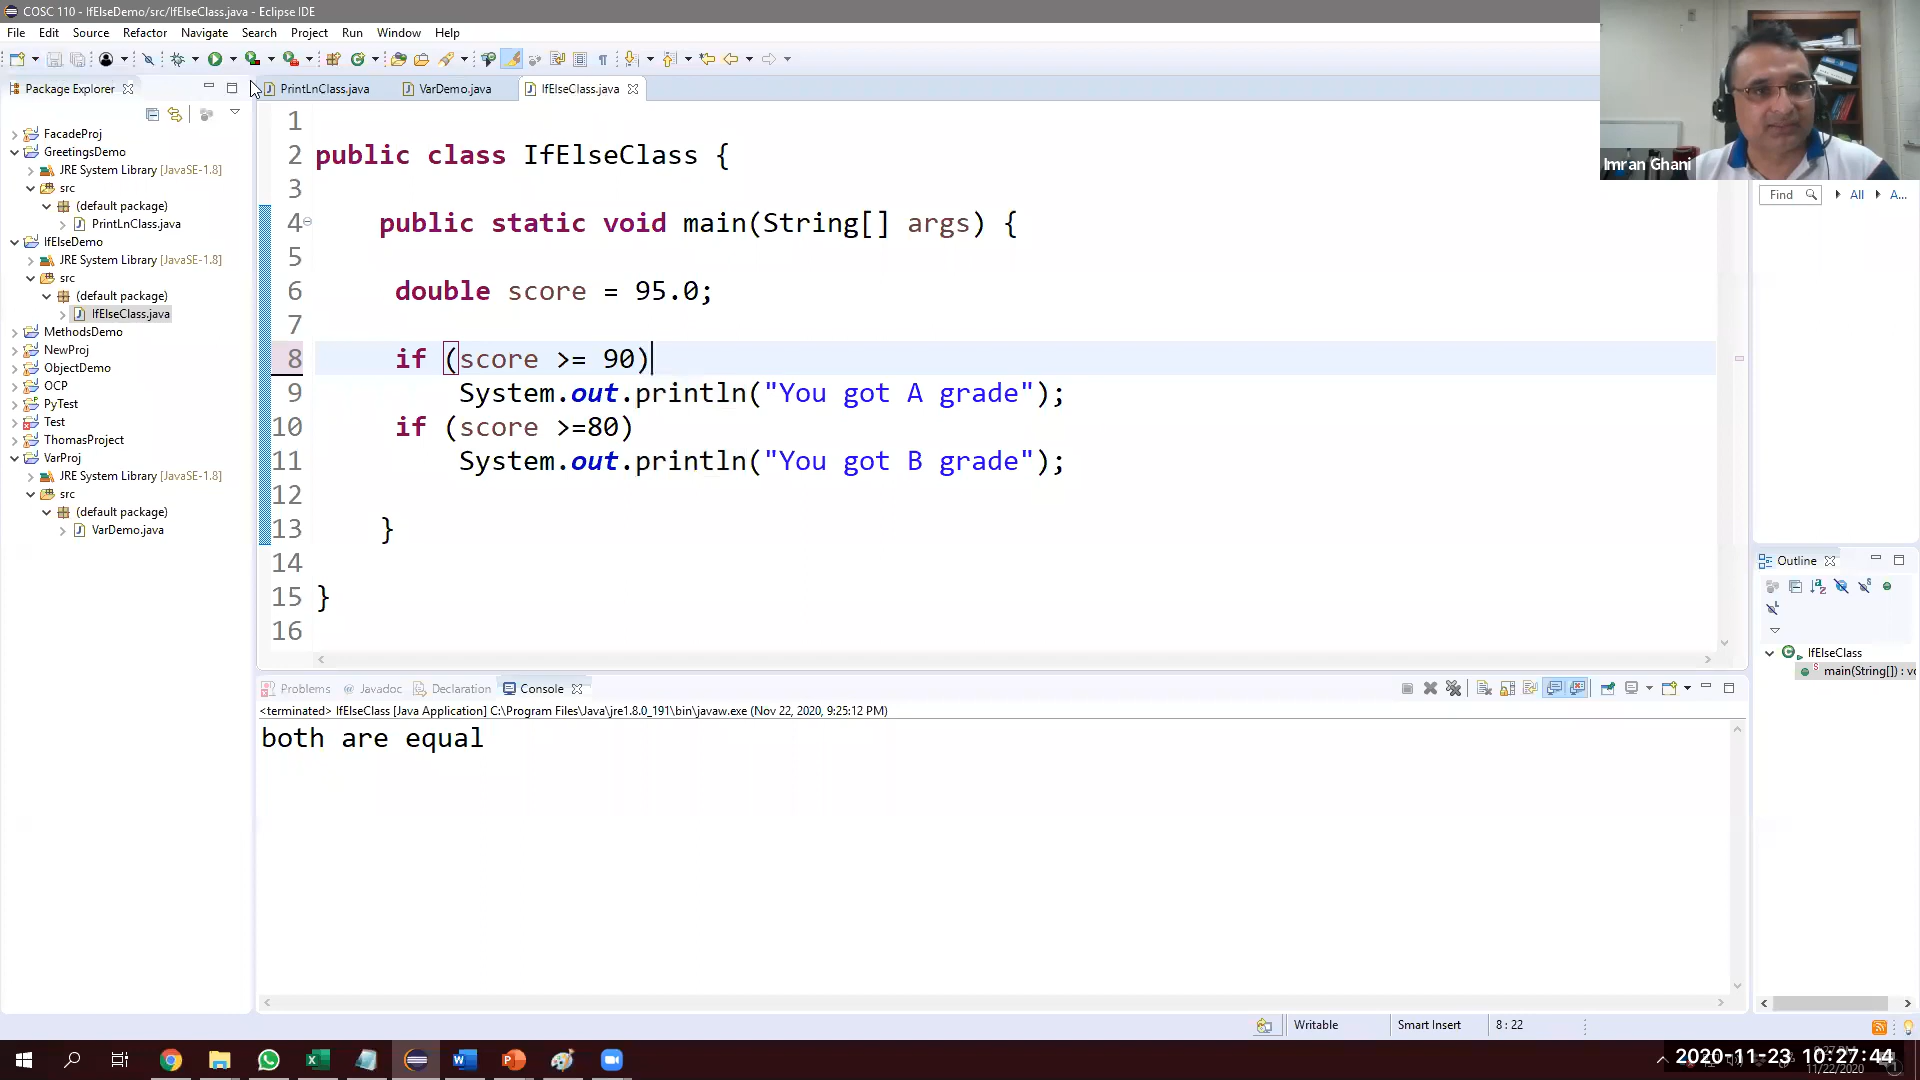 COSC 110 - IfElseDemo/src/IfElseClass.java - Eclipse IDE
File Edit Source Refactor Navigate Search Project Run Window Help
Package Explorer
PrintLnClass.java
VarDemo.java
IfElseClass.java
FacadeProj
GreetingsDemo
JRE System Library [JavaSE-1.8]
src
(default package)
PrintLnClass.java
IfElseDemo
JRE System Library [JavaSE-1.8]
src
(default package)
IfElseClass.java
MethodsDemo
NewProj
ObjectDemo
OCP
PyTest
Test
ThomasProject
VarProj
JRE System Library [JavaSE-1.8]
src
(default package)
VarDemo.java
1
2 public class IfElseClass {
3
4 public static void main(String[] args) {
5
6 double score = 95.0;
7
8 if (score >= 90)
9 System.out.println("You got A grade");
10 if (score >=80)
11 System.out.println("You got B grade");
12
13 }
14
15 }
16
Imran Ghani
Find All A...
Outline
IfElseClass
main(String[]) : vo
Problems Javadoc Declaration Console
<terminated> IfElseClass [Java Application] C:\Program Files\Java\jre1.8.0_191\bin\javaw.exe (Nov 22, 2020, 9:25:12 PM)
both are equal
Writable Smart Insert 8 : 22
2020-11-23 10:27:44
11/22/2020